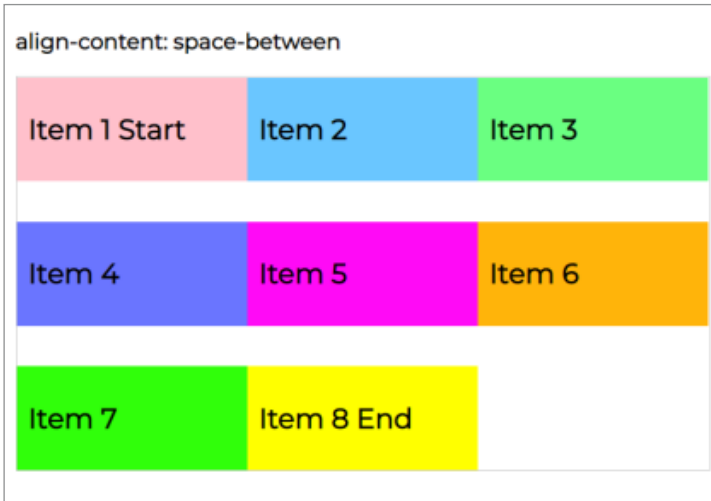 align-content: space-between
Item 1 Start
Item 2
Item 3
Item 4
Item 5
Item 6
Item 7
Item 8 End